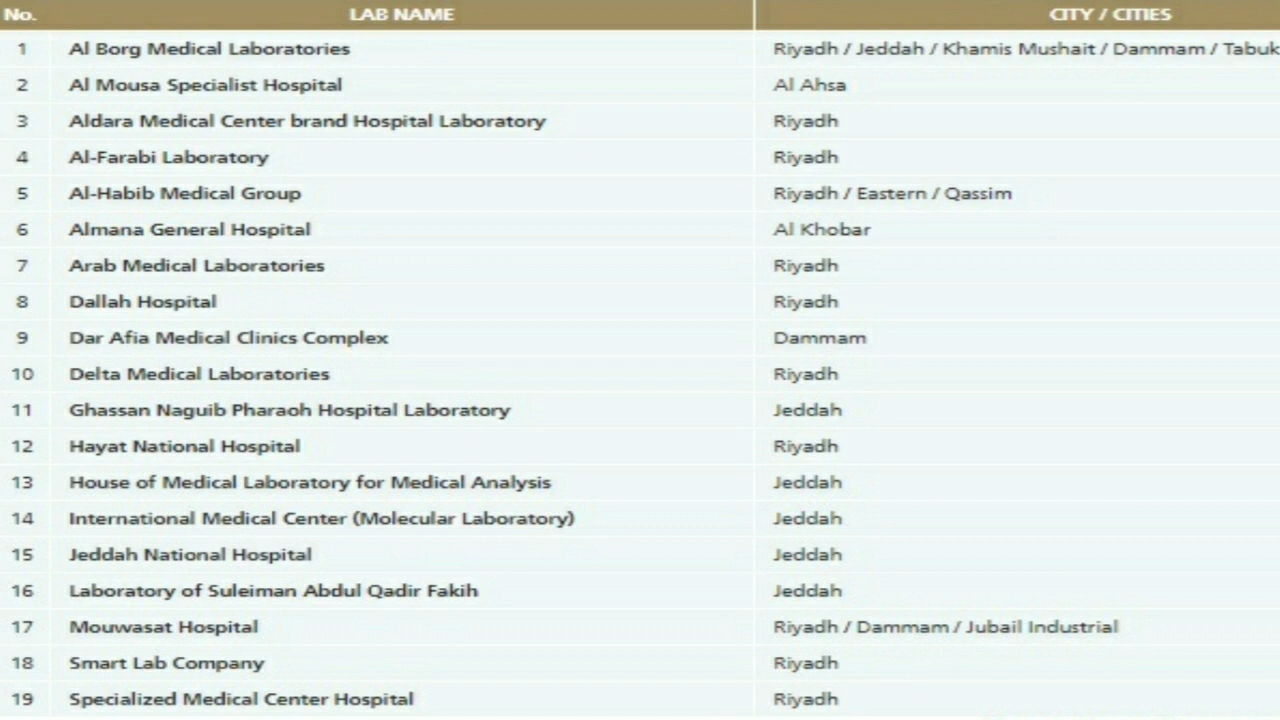 No. LAB NAME CITY / CITIES
1 Al Borg Medical Laboratories Riyadh / Jeddah / Khamis Mushait / Dammam / Tabuk
2 Al Mousa Specialist Hospital Al Ahsa
3 Aldara Medical Center brand Hospital Laboratory Riyadh
4 Al-Farabi Laboratory Riyadh
5 Al-Habib Medical Group Riyadh / Eastern / Qassim
6 Almana General Hospital Al Khobar
7 Arab Medical Laboratories Riyadh
8 Dallah Hospital Riyadh
9 Dar Afia Medical Clinics Complex Dammam
10 Delta Medical Laboratories Riyadh
11 Ghassan Naguib Pharaoh Hospital Laboratory Jeddah
12 Hayat National Hospital Riyadh
13 House of Medical Laboratory for Medical Analysis Jeddah
14 International Medical Center (Molecular Laboratory) Jeddah
15 Jeddah National Hospital Jeddah
16 Laboratory of Suleiman Abdul Qadir Fakih Jeddah
17 Mouwasat Hospital Riyadh / Dammam / Jubail Industrial
18 Smart Lab Company Riyadh
19 Specialized Medical Center Hospital Riyadh